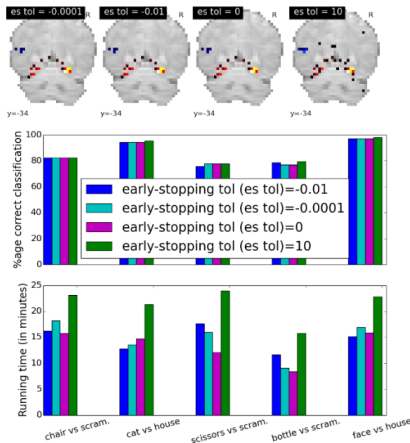 es tol = -0.0001 es tol = -0.01 es tol = 0 es tol = 10
R R R R
y=-34 y=-34 y=-34 y=-34
%age correct classification
100
80
60
40
20
0
early-stopping tol (es tol)=-0.01
early-stopping tol (es tol)=-0.0001
early-stopping tol (es tol)=0
early-stopping tol (es tol)=10
Running time (in minutes)
25
20
15
10
5
0
chair vs scram. cat vs house scissors vs scram. bottle vs scram. face vs house